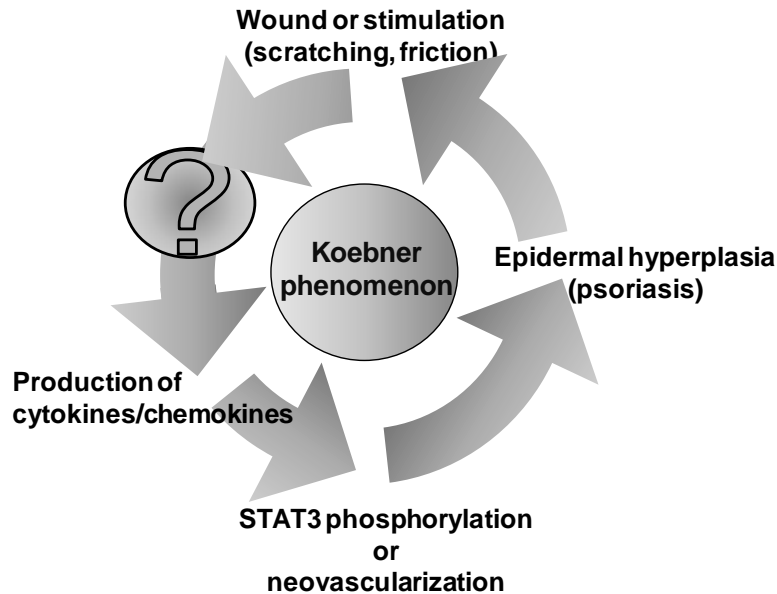 Wound or stimulation
(scratching, friction)
?
Koebner
phenomenon
Epidermal hyperplasia
(psoriasis)
Production of
cytokines/chemokines
STAT3 phosphorylation
or
neovascularization